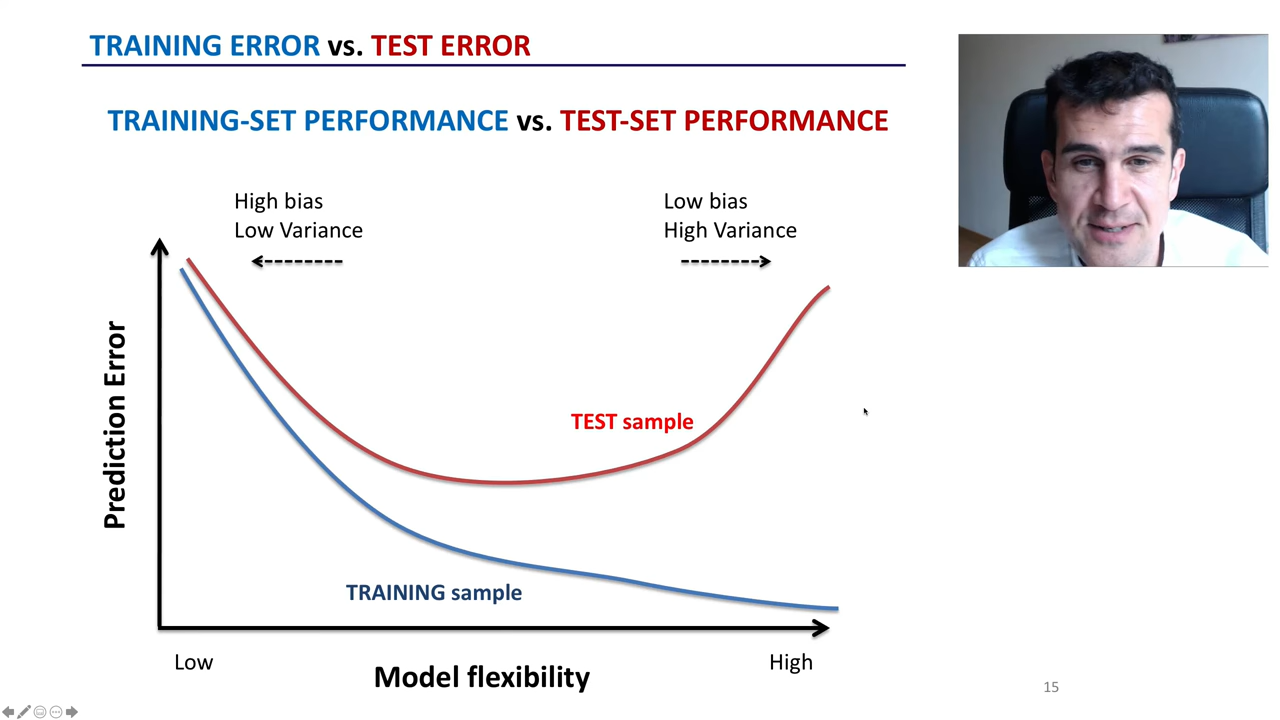 TRAINING ERROR vs. TEST ERROR
TRAINING-SET PERFORMANCE vs. TEST-SET PERFORMANCE
High bias
Low Variance
Low bias
High Variance
Prediction Error
TEST sample
TRAINING sample
Low
High
Model flexibility
15